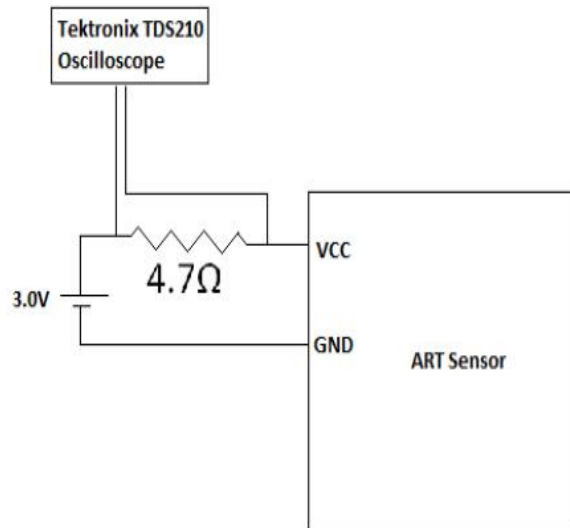 Tektronix TDS210
Oscilloscope
4.7Ω
VCC
3.0V
GND
ART Sensor